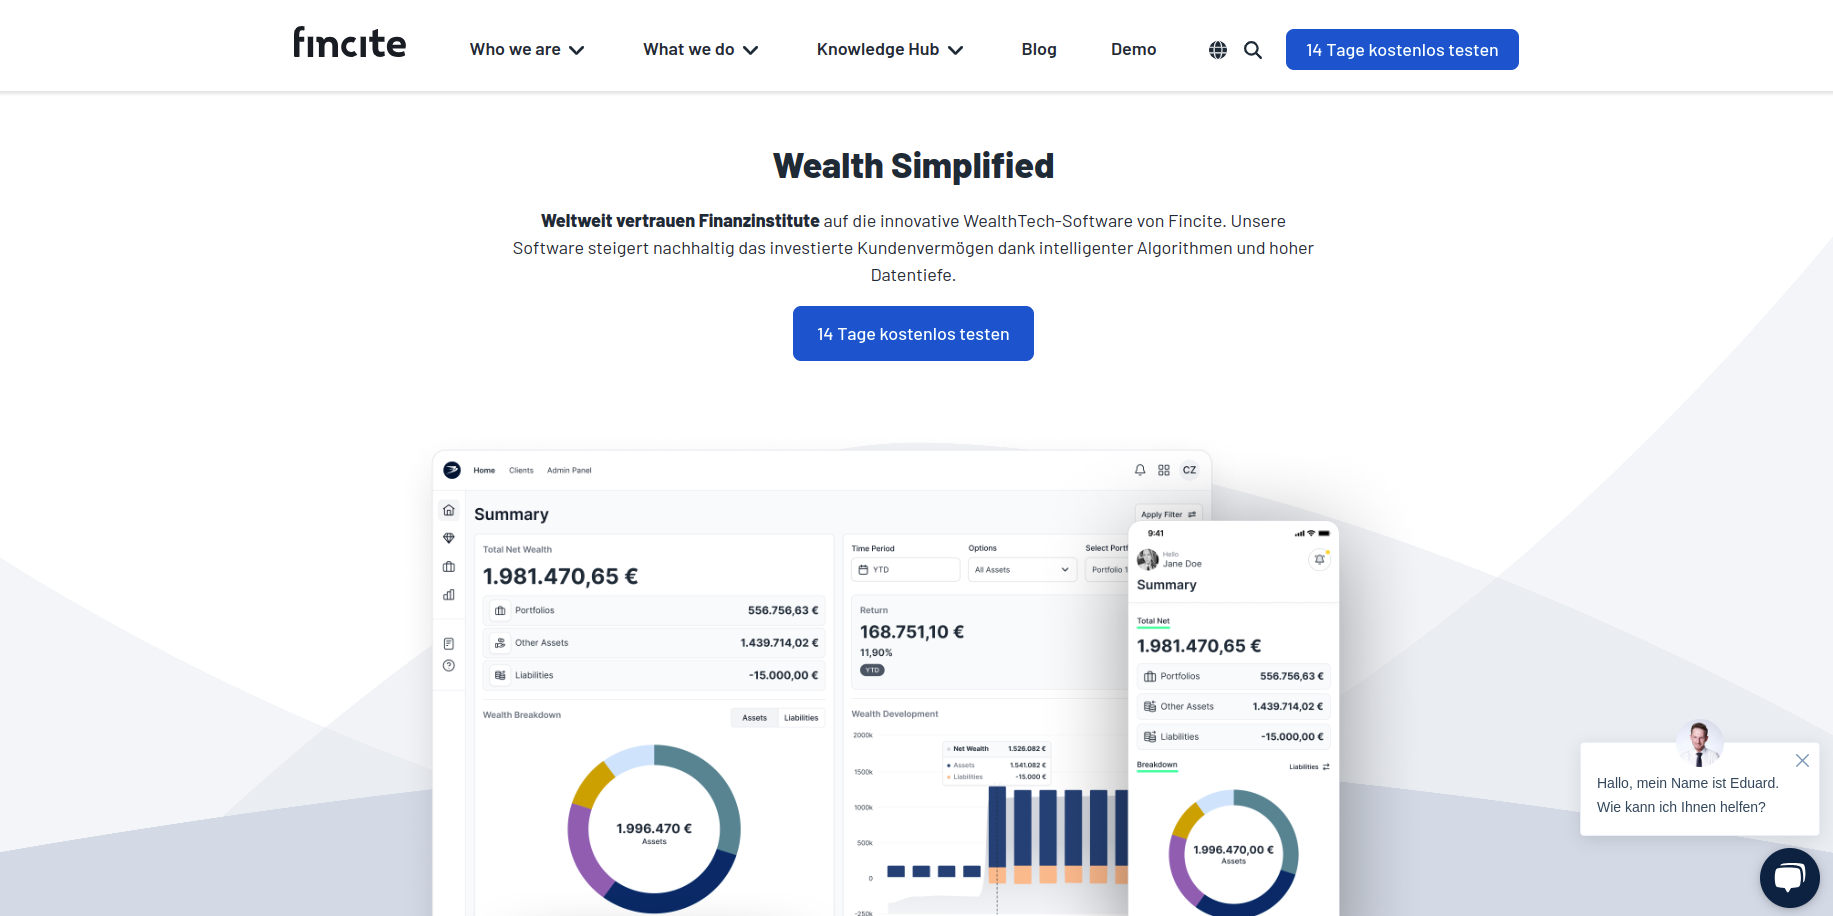 fincite
Who we are
What we do
Knowledge Hub
Blog
Demo
14 Tage kostenlos testen
Wealth Simplified
Weltweit vertrauen Finanzinstitute auf die innovative WealthTech-Software von Fincite. Unsere
Software steigert nachhaltig das investierte Kundenvermögen dank intelligenter Algorithmen und hoher
Datentiefe.
14 Tage kostenlos testen
Home Clients Admin Panel
CZ
Summary
Apply Filter
Total Net Wealth
1.981.470,65 €
Portfolios 556.756,63 €
Other Assets 1.439.714,02 €
Liabilities -15.000,00 €
Wealth Breakdown
Assets Liabilities
1.996.470 €
Assets
Time Period
YTD
Options
All Assets
Select Portf
Portfolio 1
Return
168.751,10 €
11,90%
YTD
Wealth Development
2000k
1500k
1000k
500k
0
-250k
Net Wealth 1.526.082 €
Assets 1.541.082 €
Liabilities -15.000 €
9:41
Hello
Jane Doe
Summary
Total Net
1.981.470,65 €
Portfolios 556.756,63 €
Other Assets 1.439.714,02 €
Liabilities -15.000,00 €
Breakdown
Liabilities
1.996.470,00 €
Assets
Hallo, mein Name ist Eduard.
Wie kann ich Ihnen helfen?